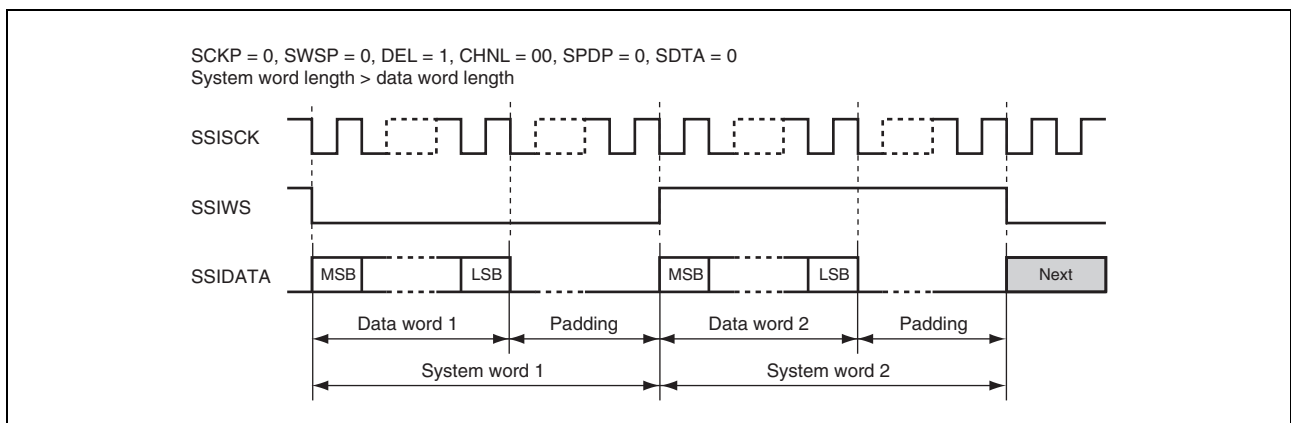 SCKP = 0, SWSP = 0, DEL = 1, CHNL = 00, SPDP = 0, SDTA = 0
System word length > data word length
SSISCK
SSIWS
SSIDATA
MSB LSB MSB LSB Next
Data word 1 Padding Data word 2 Padding
System word 1 System word 2